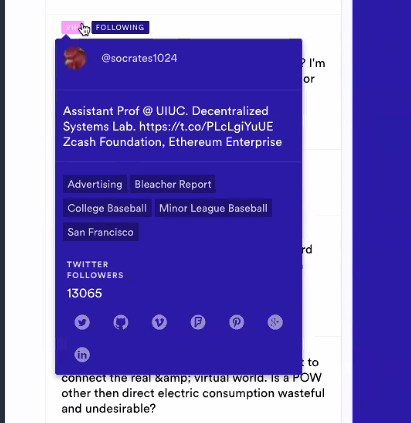 VIP FOLLOWING
@socrates1024
? I'm
or
Assistant Prof @ UIUC. Decentralized
Systems Lab. https://t.co/PLcLgiYuUE
Zcash Foundation, Ethereum Enterprise
Advertising Bleacher Report
College Baseball Minor League Baseball
San Francisco
rd
TWITTER
FOLLOWERS
13065
to
connect the real &amp; virtual world. Is a POW
other then direct electric consumption wasteful
and undesirable?